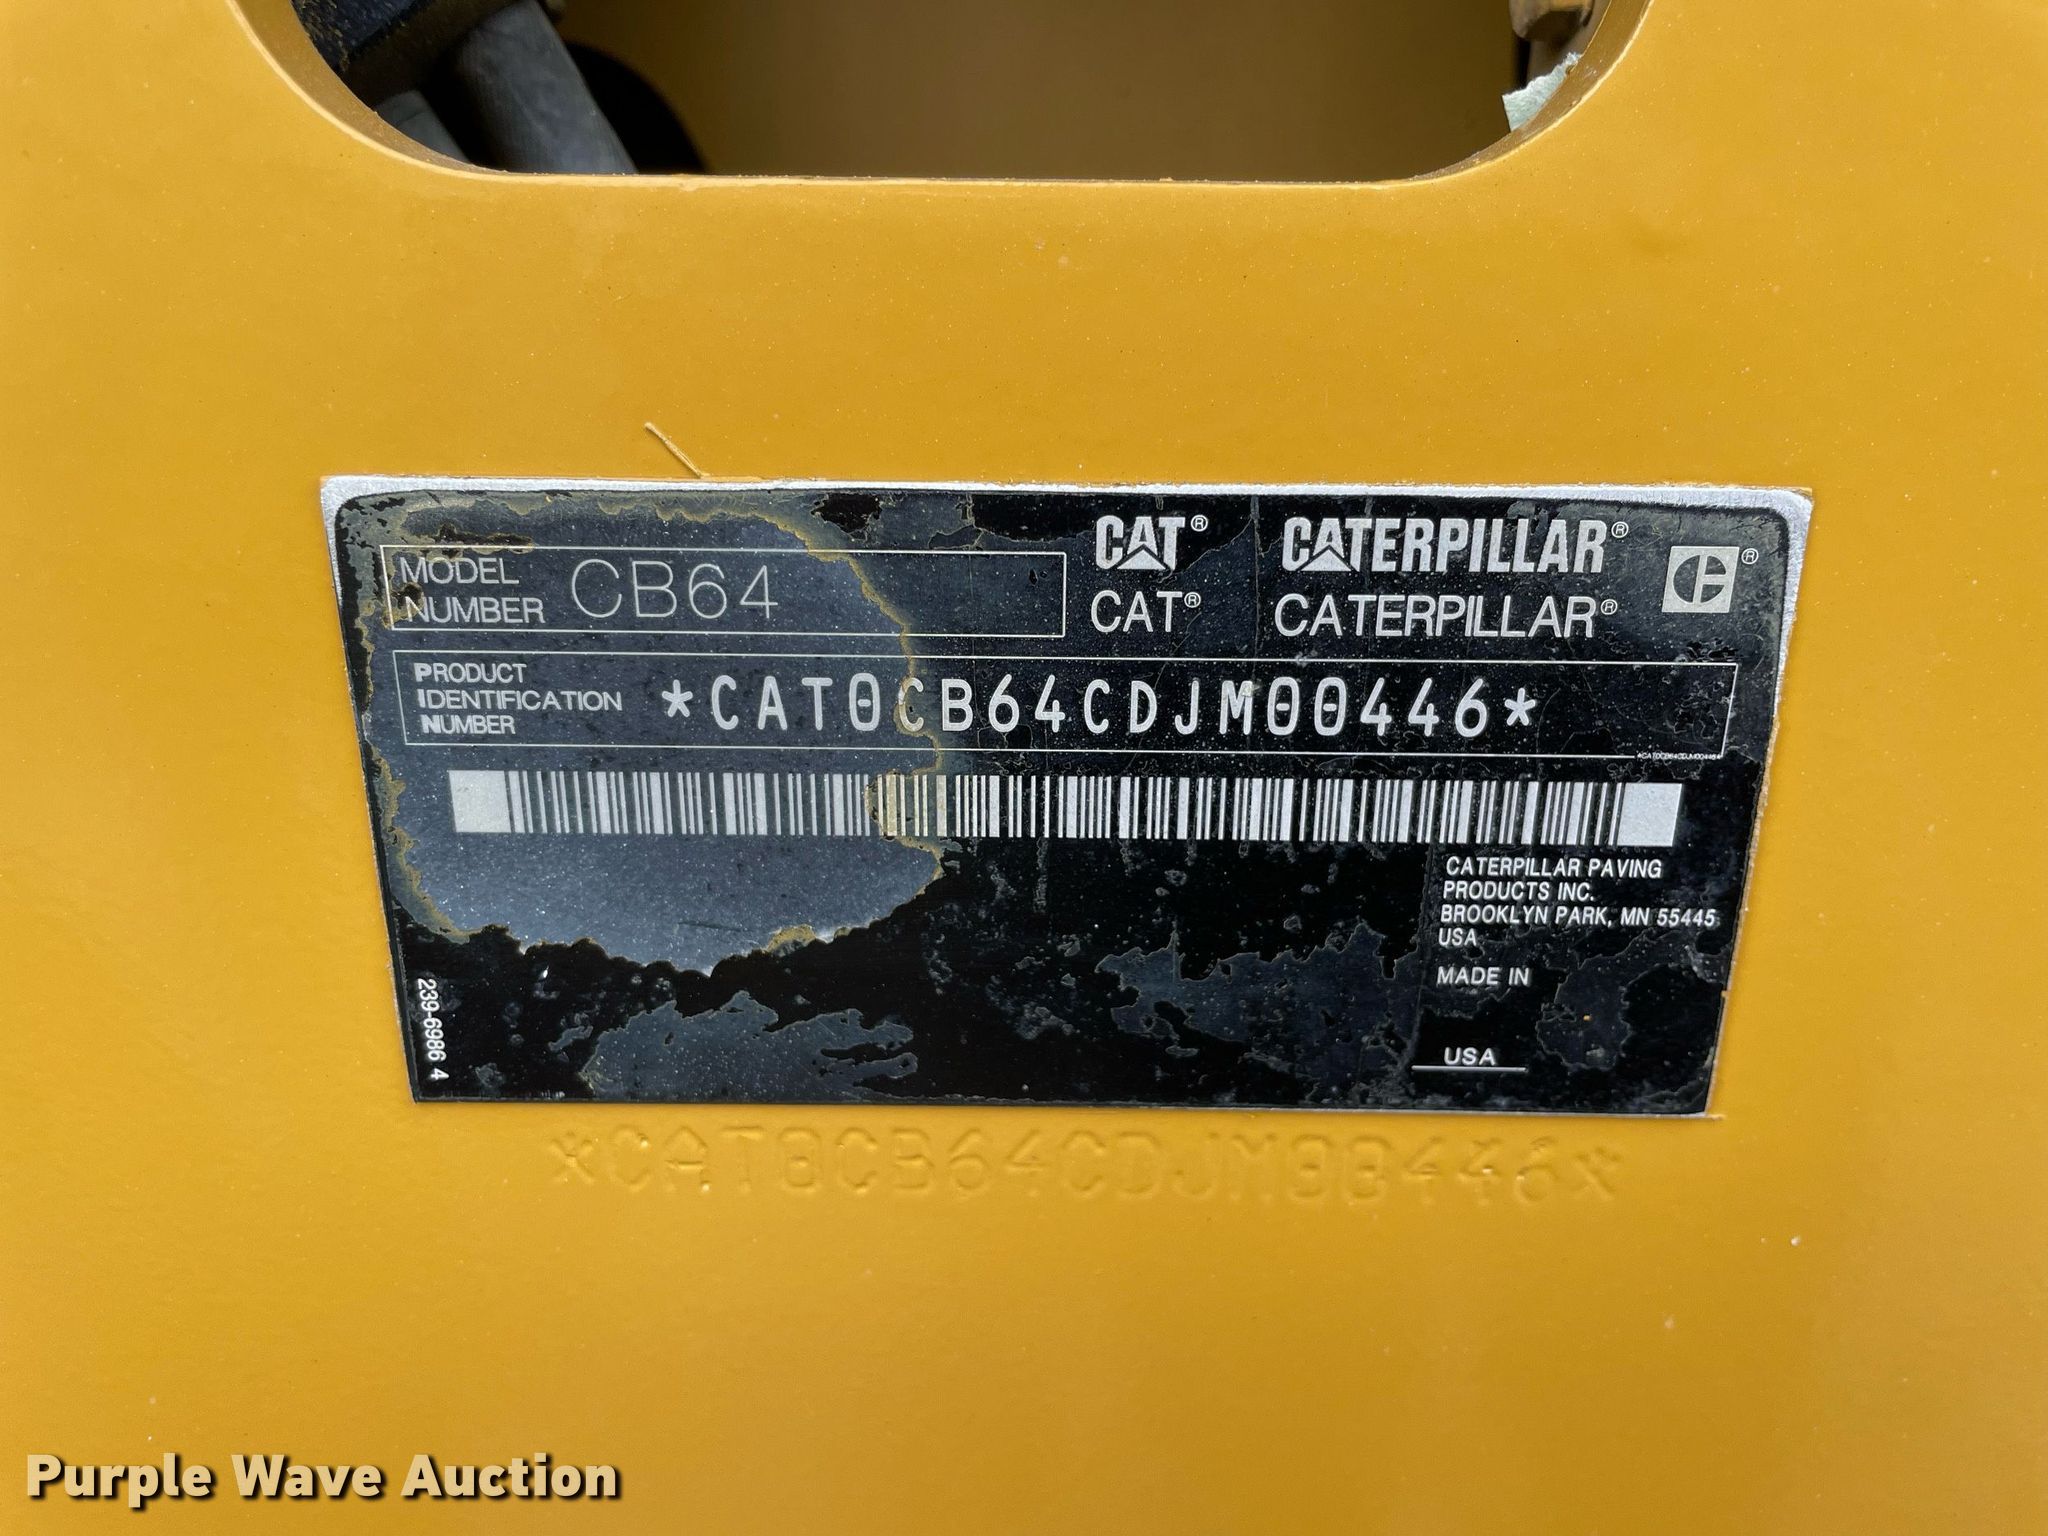 MODEL NUMBER CB64
CAT® CATERPILLAR® ®
CAT® CATERPILLAR®
PRODUCT
IDENTIFICATION
NUMBER
*CAT0CB64CDJM00446*
*CAT0CB64CDJM00446*
CATERPILLAR PAVING
PRODUCTS INC.
BROOKLYN PARK, MN 55445
USA
MADE IN
USA
239-6986 4
*CAT0CB64CDJM00446*
Purple Wave Auction